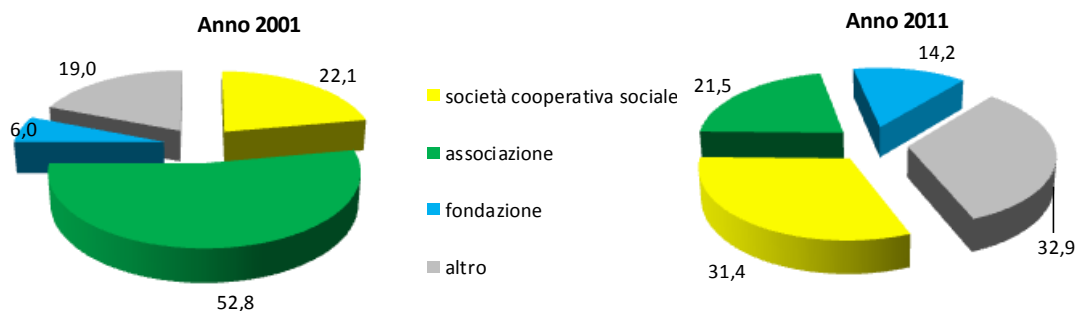 Anno 2001
19,0
22,1
6,0
52,8
società cooperativa sociale
associazione
fondazione
altro
Anno 2011
14,2
21,5
31,4
32,9